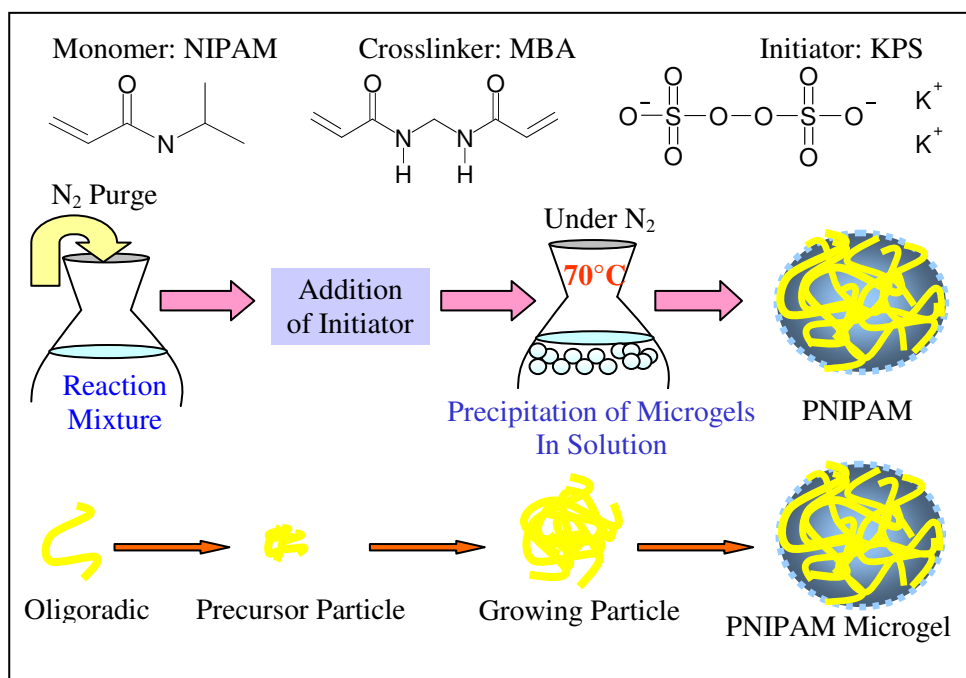 Monomer: NIPAM
Crosslinker: MBA
Initiator: KPS
O
N
O
O
N
N
H
H
O
O
O⁻
S
O
O
S
O⁻
O
O
K⁺
K⁺
N₂ Purge
Under N₂
70°C
Addition
of Initiator
Reaction
Mixture
Precipitation of Microgels
In Solution
PNIPAM
Oligoradic
Precursor Particle
Growing Particle
PNIPAM Microgel